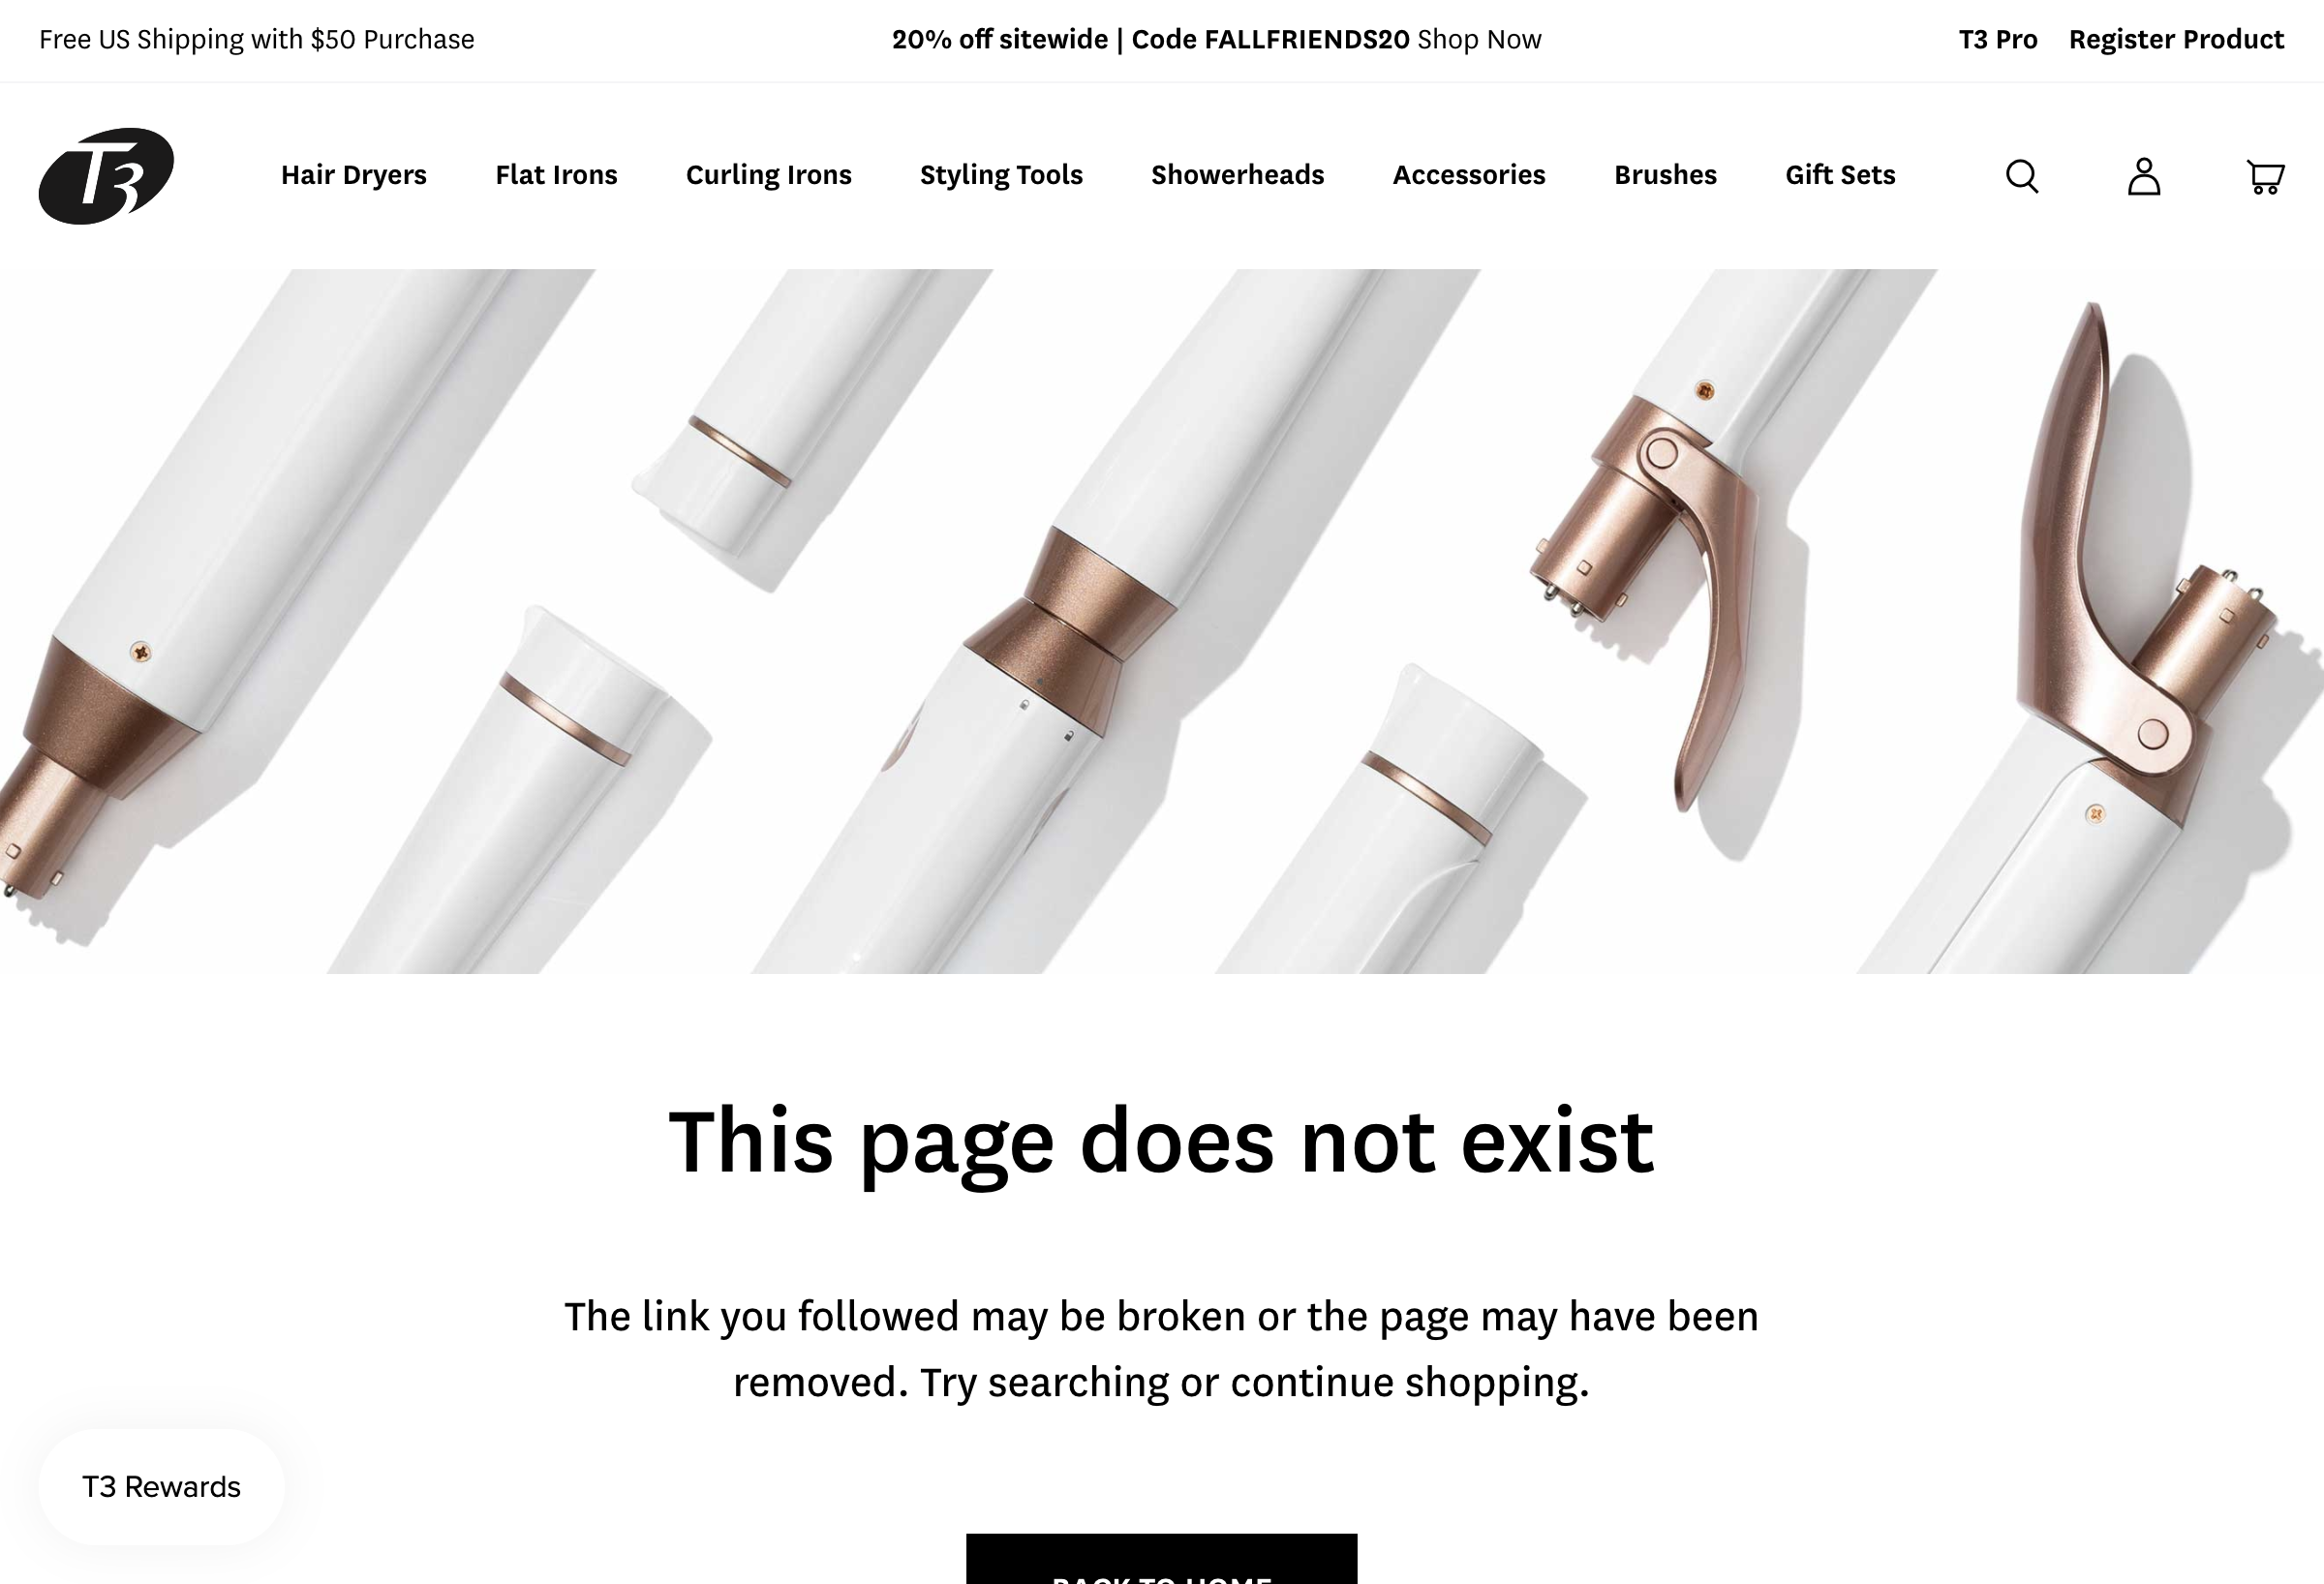 Free US Shipping with $50 Purchase
20% off sitewide | Code FALLFRIENDS20 Shop Now
T3 Pro
Register Product
T3
Hair Dryers
Flat Irons
Curling Irons
Styling Tools
Showerheads
Accessories
Brushes
Gift Sets
This page does not exist
The link you followed may be broken or the page may have been
removed. Try searching or continue shopping.
T3 Rewards
BACK TO HOME